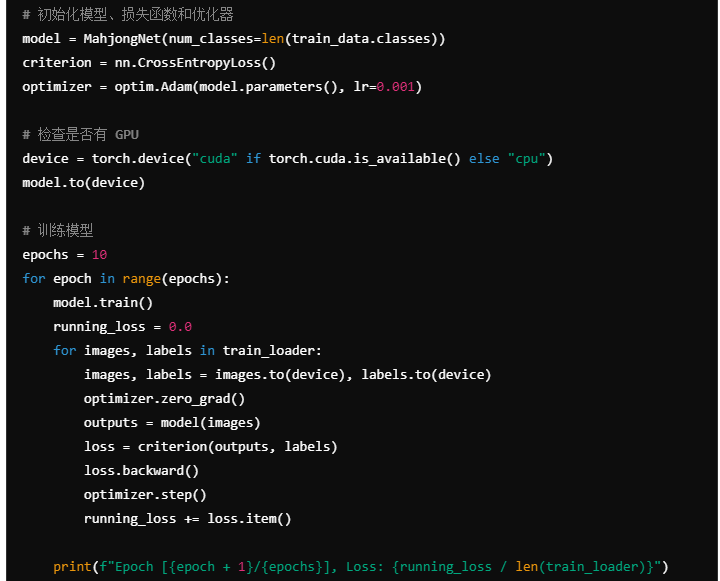 # 初始化模型、损失函数和优化器
model = MahjongNet(num_classes=len(train_data.classes))
criterion = nn.CrossEntropyLoss()
optimizer = optim.Adam(model.parameters(), lr=0.001)

# 检查是否有 GPU
device = torch.device("cuda" if torch.cuda.is_available() else "cpu")
model.to(device)

# 训练模型
epochs = 10
for epoch in range(epochs):
    model.train()
    running_loss = 0.0
    for images, labels in train_loader:
        images, labels = images.to(device), labels.to(device)
        optimizer.zero_grad()
        outputs = model(images)
        loss = criterion(outputs, labels)
        loss.backward()
        optimizer.step()
        running_loss += loss.item()

    print(f"Epoch [{epoch + 1}/{epochs}], Loss: {running_loss / len(train_loader)}")